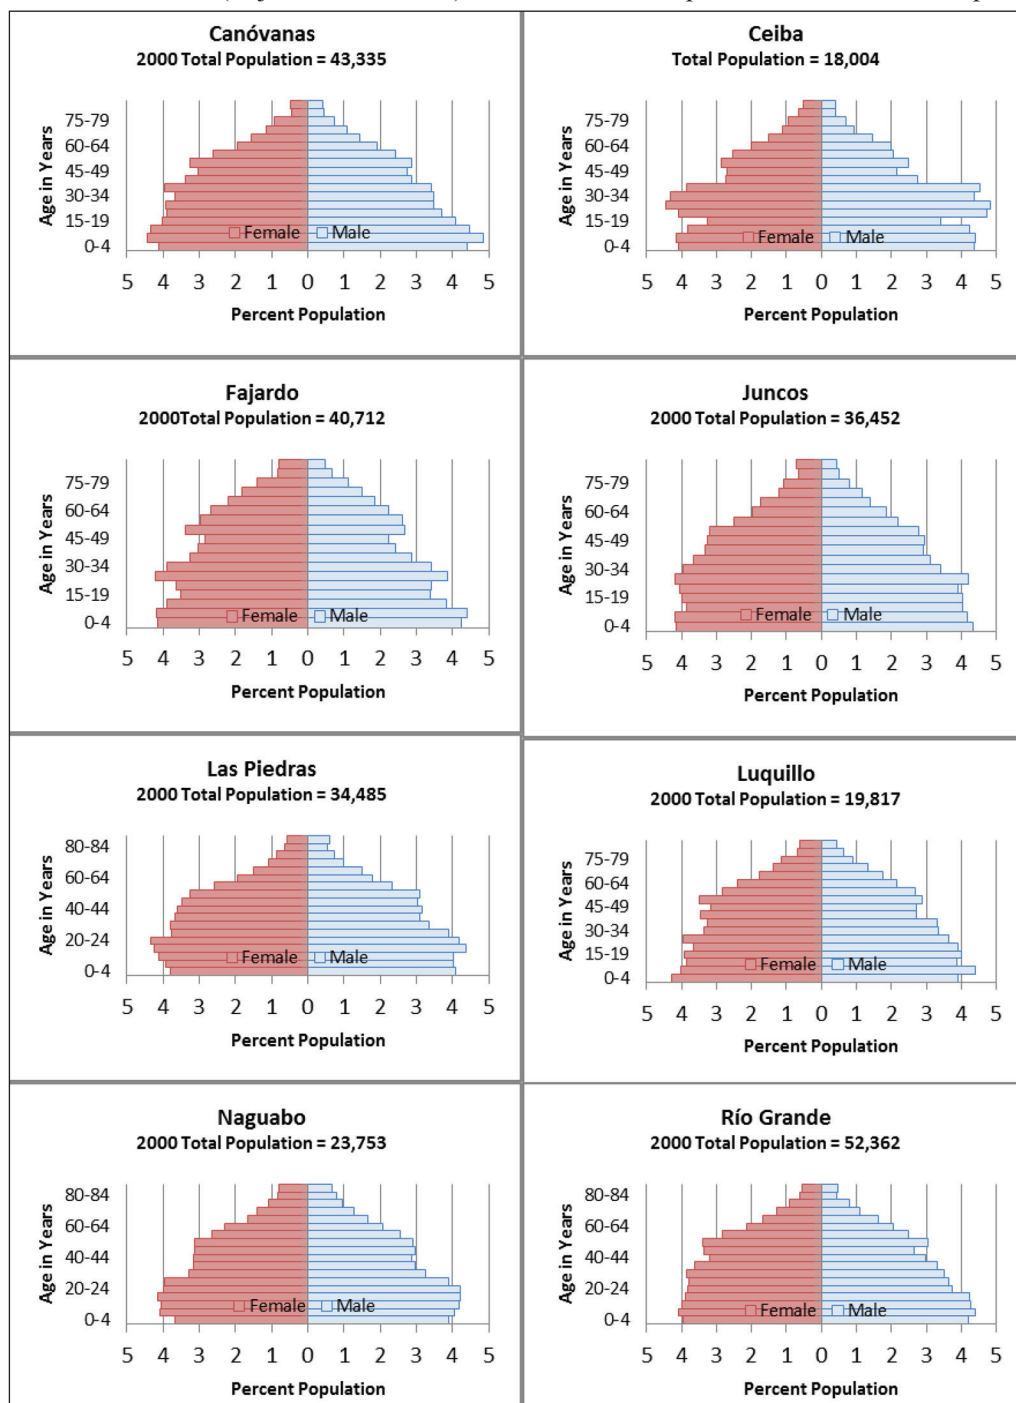 Canóvanas
2000 Total Population = 43,335
Age in Years
75-79
60-64
45-49
30-34
15-19
0-4
Female
Male
5 4 3 2 1 0 1 2 3 4 5
Percent Population
Ceiba
Total Population = 18,004
Age in Years
75-79
60-64
45-49
30-34
15-19
0-4
Female
Male
5 4 3 2 1 0 1 2 3 4 5
Percent Population
Fajardo
2000Total Population = 40,712
Age in Years
75-79
60-64
45-49
30-34
15-19
0-4
Female
Male
5 4 3 2 1 0 1 2 3 4 5
Percent Population
Juncos
2000 Total Population = 36,452
Age in Years
75-79
60-64
45-49
30-34
15-19
0-4
Female
Male
5 4 3 2 1 0 1 2 3 4 5
Percent Population
Las Piedras
2000 Total Population = 34,485
Age in Years
80-84
60-64
40-44
20-24
0-4
Female
Male
5 4 3 2 1 0 1 2 3 4 5
Percent Population
Luquillo
2000 Total Population = 19,817
Age in Years
75-79
60-64
45-49
30-34
15-19
0-4
Female
Male
5 4 3 2 1 0 1 2 3 4 5
Percent Population
Naguabo
2000 Total Population = 23,753
Age in Years
80-84
60-64
40-44
20-24
0-4
Female
Male
5 4 3 2 1 0 1 2 3 4 5
Percent Population
Río Grande
2000 Total Population = 52,362
Age in Years
80-84
60-64
40-44
20-24
0-4
Female
Male
5 4 3 2 1 0 1 2 3 4 5
Percent Population